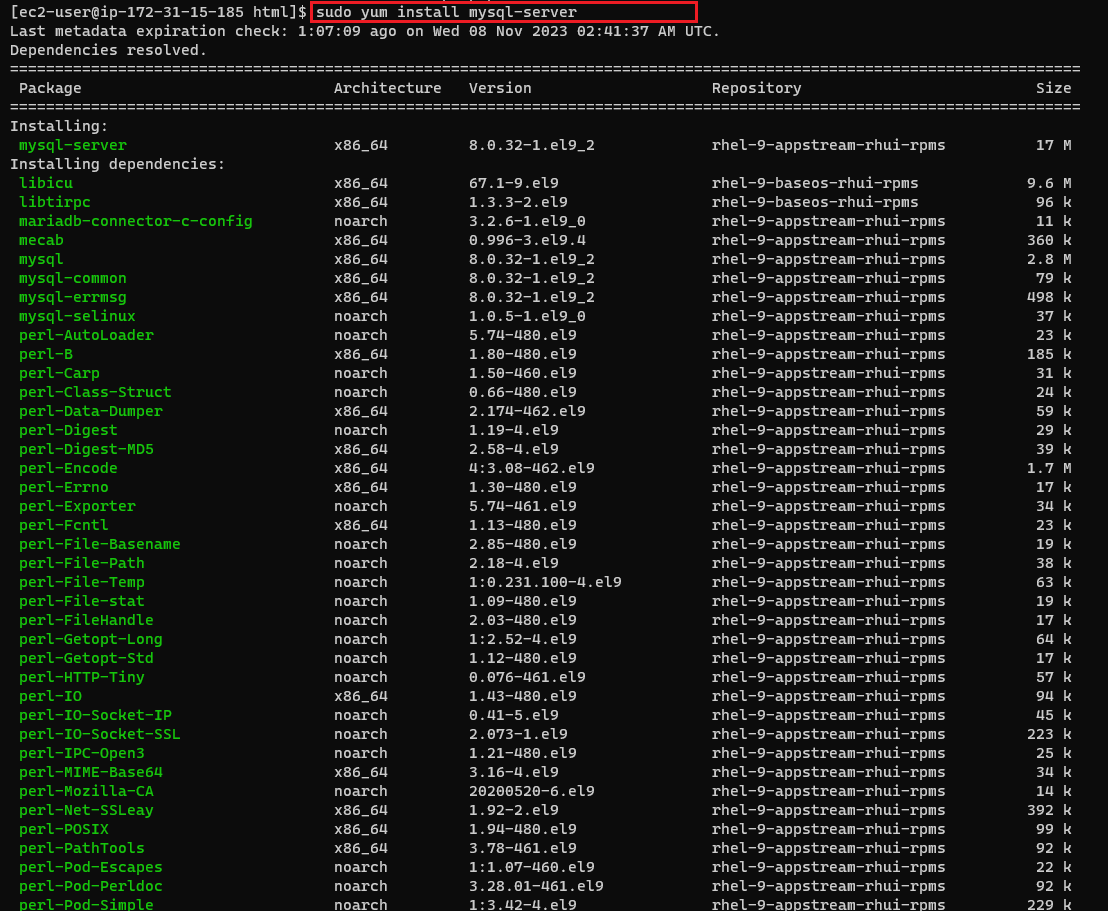 [ec2-user@ip-172-31-15-185 html]$ sudo yum install mysql-server
Last metadata expiration check: 1:07:09 ago on Wed 08 Nov 2023 02:41:37 AM UTC.
Dependencies resolved.
================================================================================================================
Package Architecture Version Repository Size
================================================================================================================
Installing:
mysql-server x86_64 8.0.32-1.el9_2 rhel-9-appstream-rhui-rpms 17 M
Installing dependencies:
libicu x86_64 67.1-9.el9 rhel-9-baseos-rhui-rpms 9.6 M
libtirpc x86_64 1.3.3-2.el9 rhel-9-baseos-rhui-rpms 96 k
mariadb-connector-c-config noarch 3.2.6-1.el9_0 rhel-9-appstream-rhui-rpms 11 k
mecab x86_64 0.996-3.el9.4 rhel-9-appstream-rhui-rpms 360 k
mysql x86_64 8.0.32-1.el9_2 rhel-9-appstream-rhui-rpms 2.8 M
mysql-common x86_64 8.0.32-1.el9_2 rhel-9-appstream-rhui-rpms 79 k
mysql-errmsg x86_64 8.0.32-1.el9_2 rhel-9-appstream-rhui-rpms 498 k
mysql-selinux noarch 1.0.5-1.el9_0 rhel-9-appstream-rhui-rpms 37 k
perl-AutoLoader noarch 5.74-480.el9 rhel-9-appstream-rhui-rpms 23 k
perl-B x86_64 1.80-480.el9 rhel-9-appstream-rhui-rpms 185 k
perl-Carp noarch 1.50-460.el9 rhel-9-appstream-rhui-rpms 31 k
perl-Class-Struct noarch 0.66-480.el9 rhel-9-appstream-rhui-rpms 24 k
perl-Data-Dumper x86_64 2.174-462.el9 rhel-9-appstream-rhui-rpms 59 k
perl-Digest noarch 1.19-4.el9 rhel-9-appstream-rhui-rpms 29 k
perl-Digest-MD5 x86_64 2.58-4.el9 rhel-9-appstream-rhui-rpms 39 k
perl-Encode x86_64 4:3.08-462.el9 rhel-9-appstream-rhui-rpms 1.7 M
perl-Errno x86_64 1.30-480.el9 rhel-9-appstream-rhui-rpms 17 k
perl-Exporter noarch 5.74-461.el9 rhel-9-appstream-rhui-rpms 34 k
perl-Fcntl x86_64 1.13-480.el9 rhel-9-appstream-rhui-rpms 23 k
perl-File-Basename noarch 2.85-480.el9 rhel-9-appstream-rhui-rpms 19 k
perl-File-Path noarch 2.18-4.el9 rhel-9-appstream-rhui-rpms 38 k
perl-File-Temp noarch 1:0.231.100-4.el9 rhel-9-appstream-rhui-rpms 63 k
perl-File-stat noarch 1.09-480.el9 rhel-9-appstream-rhui-rpms 19 k
perl-FileHandle noarch 2.03-480.el9 rhel-9-appstream-rhui-rpms 17 k
perl-Getopt-Long noarch 1:2.52-4.el9 rhel-9-appstream-rhui-rpms 64 k
perl-Getopt-Std noarch 1.12-480.el9 rhel-9-appstream-rhui-rpms 17 k
perl-HTTP-Tiny noarch 0.076-461.el9 rhel-9-appstream-rhui-rpms 57 k
perl-IO x86_64 1.43-480.el9 rhel-9-appstream-rhui-rpms 94 k
perl-IO-Socket-IP noarch 0.41-5.el9 rhel-9-appstream-rhui-rpms 45 k
perl-IO-Socket-SSL noarch 2.073-1.el9 rhel-9-appstream-rhui-rpms 223 k
perl-IPC-Open3 noarch 1.21-480.el9 rhel-9-appstream-rhui-rpms 25 k
perl-MIME-Base64 x86_64 3.16-4.el9 rhel-9-appstream-rhui-rpms 34 k
perl-Mozilla-CA noarch 20200520-6.el9 rhel-9-appstream-rhui-rpms 14 k
perl-Net-SSLeay x86_64 1.92-2.el9 rhel-9-appstream-rhui-rpms 392 k
perl-POSIX x86_64 1.94-480.el9 rhel-9-appstream-rhui-rpms 99 k
perl-PathTools x86_64 3.78-461.el9 rhel-9-appstream-rhui-rpms 92 k
perl-Pod-Escapes noarch 1:1.07-460.el9 rhel-9-appstream-rhui-rpms 22 k
perl-Pod-Perldoc noarch 3.28.01-461.el9 rhel-9-appstream-rhui-rpms 92 k
perl-Pod-Simple noarch 1:3.42-4.el9 rhel-9-appstream-rhui-rpms 229 k